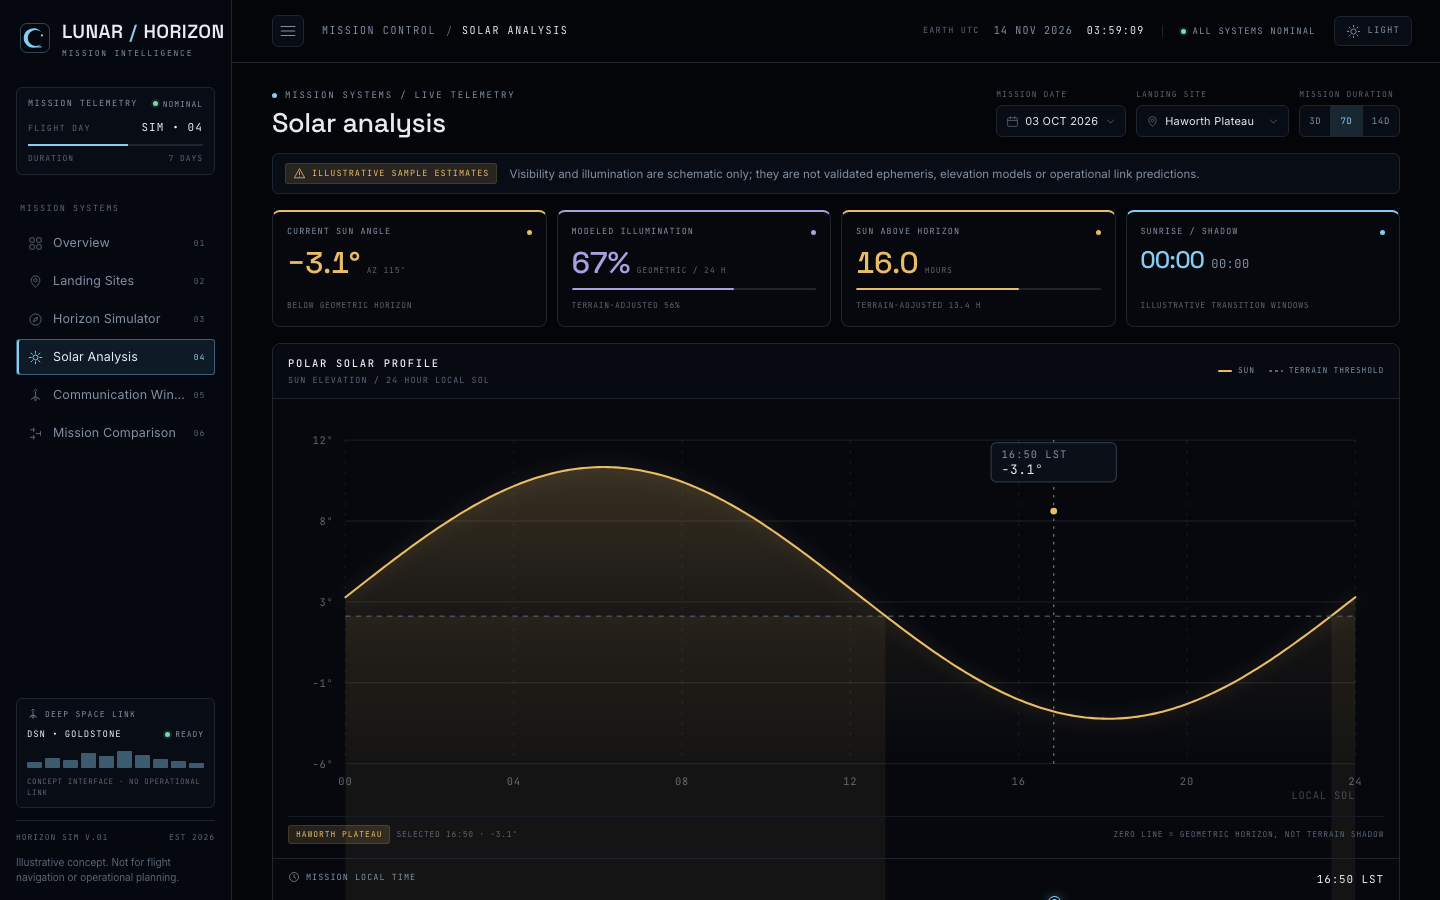 LUNAR / HORIZON
MISSION INTELLIGENCE
MISSION TELEMETRY
NOMINAL
FLIGHT DAY
SIM • 04
DURATION
7 DAYS
MISSION SYSTEMS
Overview 01
Landing Sites 02
Horizon Simulator 03
Solar Analysis 04
Communication Win... 05
Mission Comparison 06
DEEP SPACE LINK
DSN • GOLDSTONE
READY
CONCEPT INTERFACE · NO OPERATIONAL
LINK
HORIZON SIM V.01
EST 2026
Illustrative concept. Not for flight
navigation or operational planning.
MISSION CONTROL / SOLAR ANALYSIS
EARTH UTC 14 NOV 2026 03:59:09
ALL SYSTEMS NOMINAL
LIGHT
MISSION SYSTEMS / LIVE TELEMETRY
Solar analysis
MISSION DATE
03 OCT 2026
LANDING SITE
Haworth Plateau
MISSION DURATION
3D 7D 14D
ILLUSTRATIVE SAMPLE ESTIMATES
Visibility and illumination are schematic only; they are not validated ephemeris, elevation models or operational link predictions.
CURRENT SUN ANGLE
−3.1° AZ 115°
BELOW GEOMETRIC HORIZON
MODELED ILLUMINATION
67% GEOMETRIC / 24 H
TERRAIN-ADJUSTED 56%
SUN ABOVE HORIZON
16.0 HOURS
TERRAIN-ADJUSTED 13.4 H
SUNRISE / SHADOW
00:00 00:00
ILLUSTRATIVE TRANSITION WINDOWS
POLAR SOLAR PROFILE
SUN ELEVATION / 24 HOUR LOCAL SOL
SUN
TERRAIN THRESHOLD
12°
8°
3°
-1°
-6°
16:50 LST
-3.1°
00 04 08 12 16 20 24
LOCAL SOL
HAWORTH PLATEAU
SELECTED 16:50 · −3.1°
ZERO LINE = GEOMETRIC HORIZON, NOT TERRAIN SHADOW
MISSION LOCAL TIME
16:50 LST